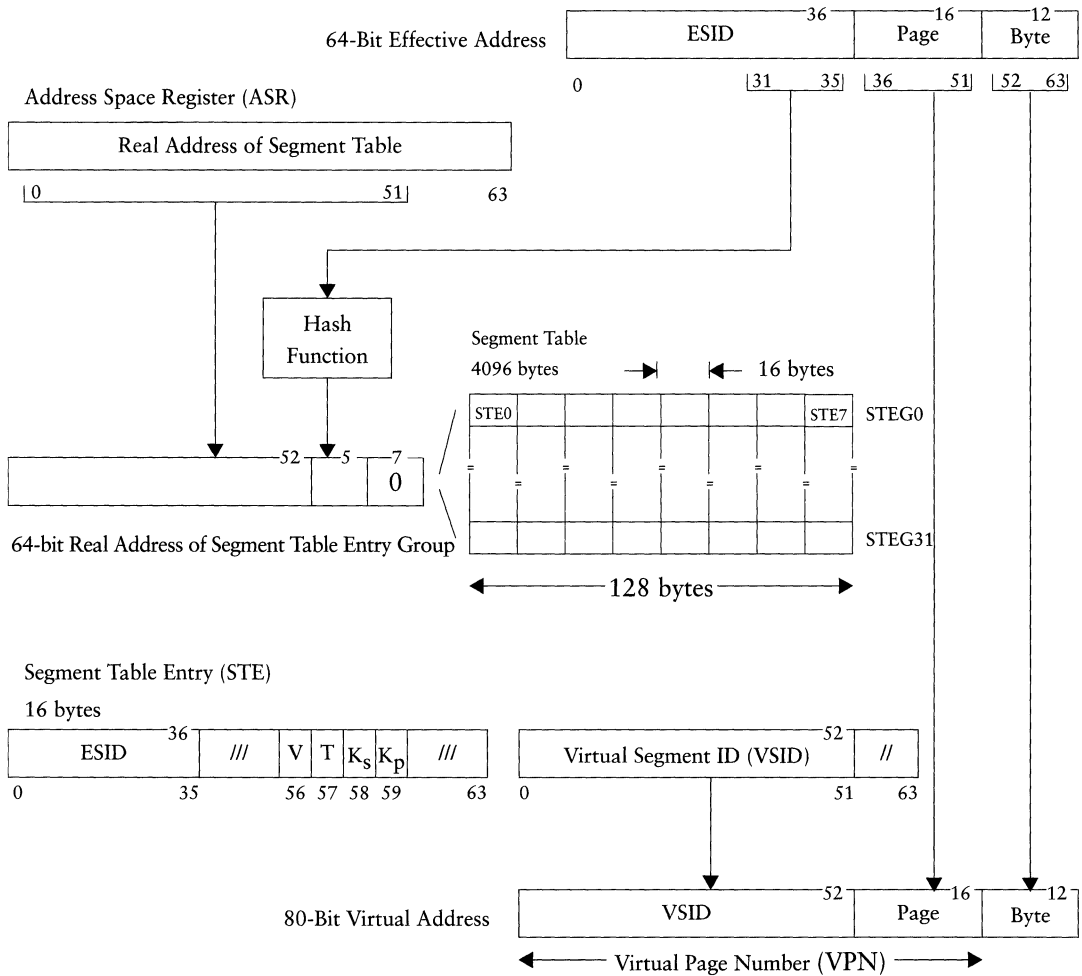 36 16 12
64-Bit Effective Address ESID Page Byte
0 31 35 36 51 52 63
Address Space Register (ASR)
Real Address of Segment Table
0 51 63
Hash
Function
Segment Table
4096 bytes 16 bytes
STE0 STE7 STEG0
52 5 7
= = = = =
0
= = = =
64-bit Real Address of Segment Table Entry Group STEG31
128 bytes
Segment Table Entry (STE)
16 bytes
36 52
ESID /// V T Ks Kp /// Virtual Segment ID (VSID) //
0 35 56 57 58 59 63 0 51 63
52 16 12
80-Bit Virtual Address VSID Page Byte
Virtual Page Number (VPN)